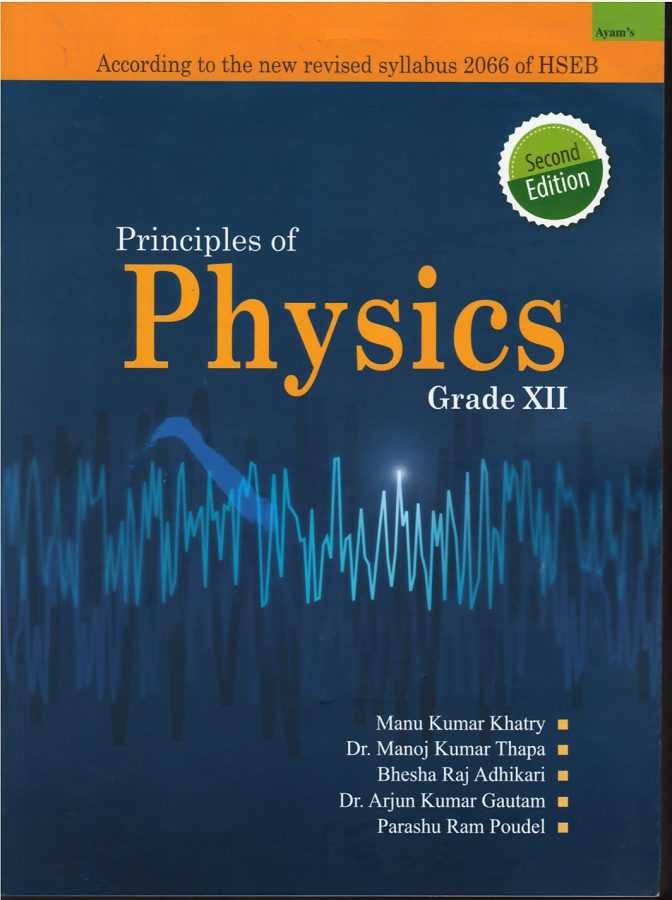 Ayam's
According to the new revised syllabus 2066 of HSEB
Second
Edition
Principles of
Physics
Grade XII
Manu Kumar Khatry
Dr. Manoj Kumar Thapa
Bhesha Raj Adhikari
Dr. Arjun Kumar Gautam
Parashu Ram Poudel